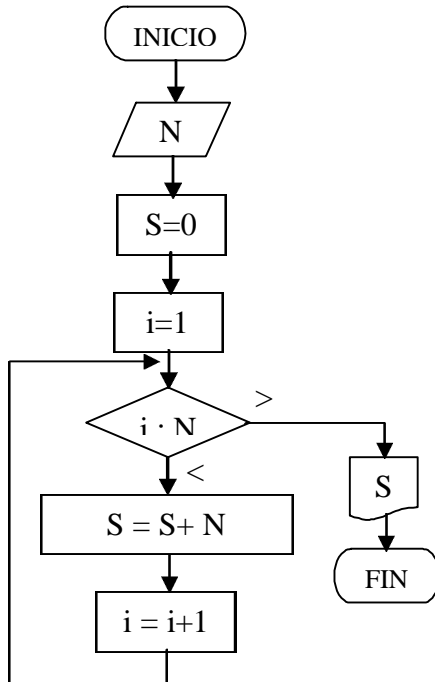 INICIO
N
S=0
i=1
i : N
>
<
S = S+ N
i = i+1
S
FIN